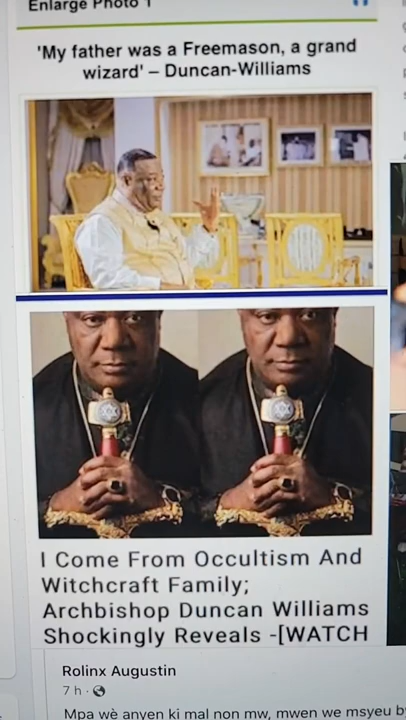 Enlarge Photo 1
'My father was a Freemason, a grand
wizard' – Duncan-Williams
I Come From Occultism And
Witchcraft Family;
Archbishop Duncan Williams
Shockingly Reveals -[WATCH
Rolinx Augustin
7 h ·
Mpa wè anyen ki mal non mw, mwen we msyeu